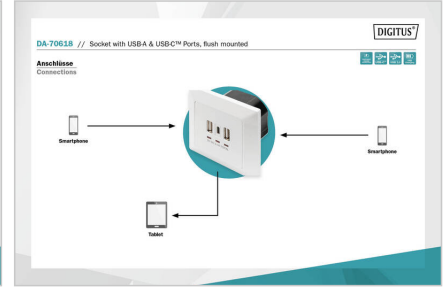 DIGITUS®
DA-70618 // Socket with USB-A & USB-C™ Ports, flush mounted
Anschlüsse
Connections
Smartphone
Smartphone
Tablet